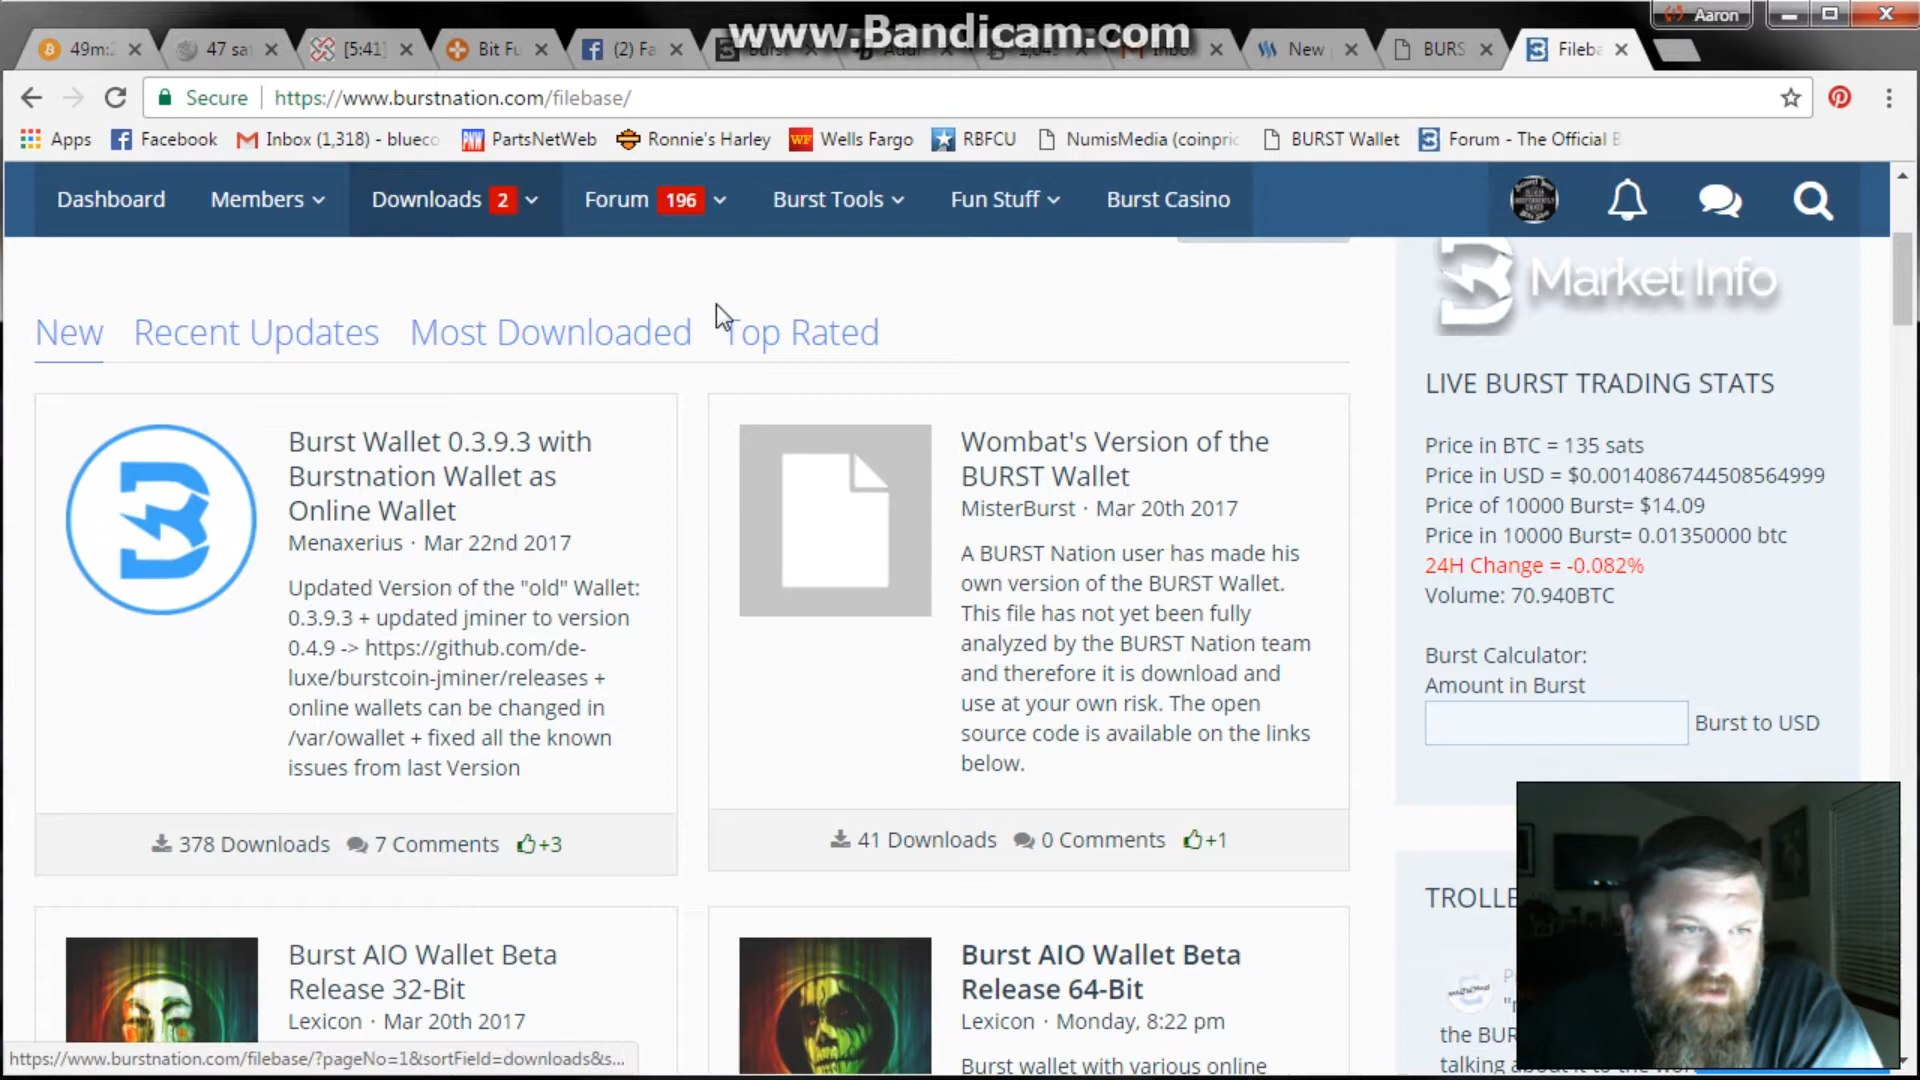 www.Bandicam.com
Aaron
49m:
47 sa
[5:41]
Bit Fu
(2) Fa
New
BURS
Fileba
Secure
https://www.burstnation.com/filebase/
Apps
Facebook
Inbox (1,318) - blueco
PartsNetWeb
Ronnie's Harley
WF Wells Fargo
RBFCU
NumisMedia (coinpric
BURST Wallet
Forum - The Official B
Dashboard
Members
Downloads 2
Forum 196
Burst Tools
Fun Stuff
Burst Casino
New
Recent Updates
Most Downloaded
Top Rated
Burst Wallet 0.3.9.3 with
Burstnation Wallet as
Online Wallet
Menaxerius · Mar 22nd 2017
Updated Version of the "old" Wallet:
0.3.9.3 + updated jminer to version
0.4.9 -> https://github.com/de-
luxe/burstcoin-jminer/releases +
online wallets can be changed in
/var/owallet + fixed all the known
issues from last Version
378 Downloads 7 Comments +3
Wombat's Version of the
BURST Wallet
MisterBurst · Mar 20th 2017
A BURST Nation user has made his
own version of the BURST Wallet.
This file has not yet been fully
analyzed by the BURST Nation team
and therefore it is download and
use at your own risk. The open
source code is available on the links
below.
41 Downloads 0 Comments +1
Burst AIO Wallet Beta
Release 32-Bit
Lexicon · Mar 20th 2017
Burst AIO Wallet Beta
Release 64-Bit
Lexicon · Monday, 8:22 pm
Burst wallet with various online
Market Info
LIVE BURST TRADING STATS
Price in BTC = 135 sats
Price in USD = $0.0014086744508564999
Price of 10000 Burst= $14.09
Price in 10000 Burst= 0.01350000 btc
24H Change = -0.082%
Volume: 70.940BTC
Burst Calculator:
Amount in Burst
Burst to USD
TROLLE
the BUR
https://www.burstnation.com/filebase/?pageNo=1&sortField=downloads&s...